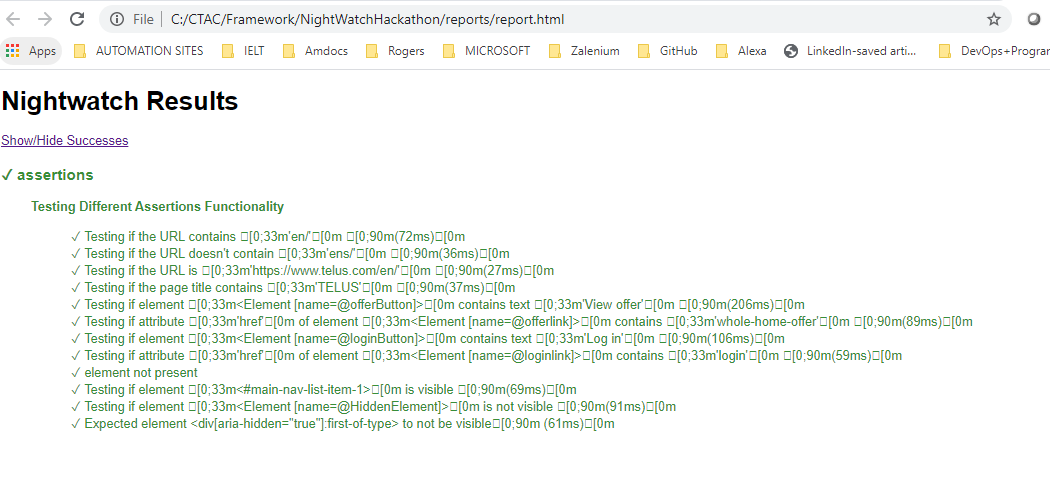 File | C:/CTAC/Framework/NightWatchHackathon/reports/report.html
Apps AUTOMATION SITES IELT Amdocs Rogers MICROSOFT Zalenium GitHub Alexa LinkedIn-saved arti... DevOps+Prograr
Nightwatch Results
Show/Hide Successes
✓ assertions
Testing Different Assertions Functionality
✓ Testing if the URL contains □[0;33m'en/'□[0m □[0;90m(72ms)□[0m
✓ Testing if the URL doesn't contain □[0;33m'ens/'□[0m □[0;90m(36ms)□[0m
✓ Testing if the URL is □[0;33m'https://www.telus.com/en/'□[0m □[0;90m(27ms)□[0m
✓ Testing if the page title contains □[0;33m'TELUS'□[0m □[0;90m(37ms)□[0m
✓ Testing if element □[0;33m<Element [name=@offerButton]>□[0m contains text □[0;33m'View offer'□[0m □[0;90m(206ms)□[0m
✓ Testing if attribute □[0;33m'href'□[0m of element □[0;33m<Element [name=@offerlink]>□[0m contains □[0;33m'whole-home-offer'□[0m □[0;90m(89ms)□[0m
✓ Testing if element □[0;33m<Element [name=@loginButton]>□[0m contains text □[0;33m'Log in'□[0m □[0;90m(106ms)□[0m
✓ Testing if attribute □[0;33m'href'□[0m of element □[0;33m<Element [name=@loginlink]>□[0m contains □[0;33m'login'□[0m □[0;90m(59ms)□[0m
✓ element not present
✓ Testing if element □[0;33m<#main-nav-list-item-1>□[0m is visible □[0;90m(69ms)□[0m
✓ Testing if element □[0;33m<Element [name=@HiddenElement]>□[0m is not visible □[0;90m(91ms)□[0m
✓ Expected element <div[aria-hidden="true"]:first-of-type> to not be visible□[0;90m (61ms)□[0m